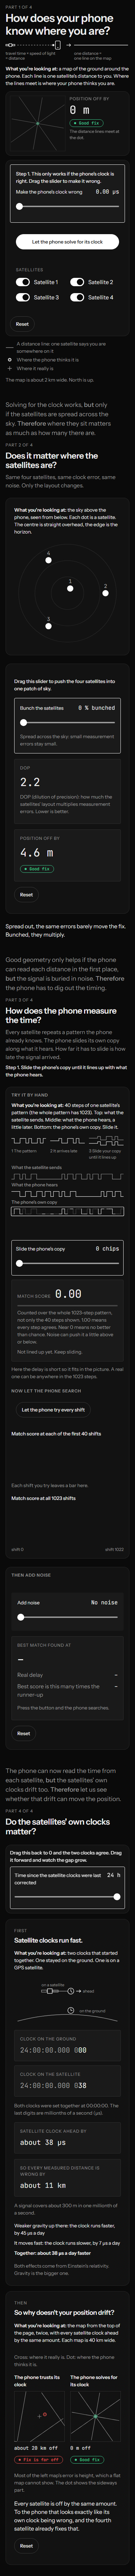 PART 1 OF 4
How does your phone
know where you are?
travel time × speed of light
= distance
one distance =
one line on the map
What you're looking at: a map of the ground around the
phone. Each line is one satellite's distance to you. Where
the lines meet is where your phone thinks you are.
POSITION OFF BY
0 m
Good fix
The distance lines meet at
the dot.
Step 1. This only works if the phone's clock is
right. Drag the slider to make it wrong.
Make the phone's clock wrong
0.00 µs
Let the phone solve for its clock
SATELLITES
Satellite 1
Satellite 2
Satellite 3
Satellite 4
Reset
A distance line: one satellite says you are
somewhere on it
Where the phone thinks it is
Where it really is
The map is about 2 km wide. North is up.
Solving for the clock works, but only
if the satellites are spread across the
sky. Therefore where they sit matters
as much as how many there are.
PART 2 OF 4
Does it matter where the
satellites are?
Same four satellites, same clock error, same
noise. Only the layout changes.
What you're looking at: the sky above the
phone, seen from below. Each dot is a satellite.
The centre is straight overhead, the edge is the
horizon.
4
1
2
3
Drag this slider to push the four satellites into
one patch of sky.
Bunch the satellites
0 % bunched
Spread across the sky: small measurement
errors stay small.
GDOP
2.2
DOP (dilution of precision): how much the
satellites' layout multiplies measurement
errors. Lower is better.
POSITION OFF BY
4.6 m
Good fix
Reset
Spread out, the same errors barely move the fix.
Bunched, they multiply.
Good geometry only helps if the phone
can read each distance in the first place,
but the signal is buried in noise. Therefore
the phone has to dig the signal out.
PART 3 OF 4
How does the phone measure
the time?
Every satellite repeats a pattern the phone
already knows. The phone slides its own copy
along until it lines up. How far it has to slide is how
late the signal arrived.
Step 1. Slide the phone's copy until it lines up with what
the phone hears.
TRY IT BY HAND
What you're looking at: 40 steps of one satellite's
pattern (the whole pattern has 1023). Top: what the
satellite sends. Middle: what the phone hears, a
little later. Bottom: the phone's own copy. Slide it.
1 The pattern
2 It arrives late
3 Slide your copy
until it lines up
What the satellite sends
What the phone hears
The phone's own copy
Slide the phone's copy
0 chips
MATCH SCORE
0.00
Counted over the whole 1023-step pattern,
not only the 40 steps shown. 1.00 means
every step agrees. Near 0 means no better
than chance. Noise can push it a little above
or below.
Not lined up yet. Keep sliding.
Here the delay is short so it fits in the picture. A real
one can be anywhere in the 1023 steps.
NOW LET THE PHONE SEARCH
Let the phone try every shift
Match score at each of the first 40 shifts
Each shift you try leaves a bar here.
Match score at all 1023 shifts
shift 0
shift 1022
THEN ADD NOISE
Add noise
No noise
BEST MATCH FOUND AT
–
Real delay
–
Best score is this many times the
runner-up
–
Press the button and the phone searches.
Reset
The phone can now read the time from
each satellite, but the satellites' own
clocks drift too. Therefore lets see
whether that drift can move your position.
PART 4 OF 4
Do the satellites' own clocks
matter?
Drag this back to 0 and the two clocks agree. Drag
it forward and watch the gap grow.
Time since the satellite clocks were last
corrected
24 h
FIRST
Satellite clocks run fast.
What you're looking at: two clocks that started
together. One stayed on the ground. One is on a
GPS satellite.
on a satellite
ahead
on the ground
CLOCK ON THE GROUND
24:00:00.000 000
CLOCK ON THE SATELLITE
24:00:00.000 038
Both clocks were set together at 00:00:00. The
last digits are millionths of a second (µs).
SATELLITE CLOCK AHEAD BY
about 38 µs
SO EVERY MEASURED DISTANCE IS
WRONG BY
about 11 km
A signal covers about 300 m in one millionth of
a second.
Weaker gravity up there: the clock runs faster,
by 45 µs a day
It moves fast: the clock runs slower, by 7 µs a day
Together: about 38 µs a day faster
Both effects come from Einstein's relativity.
Gravity is the bigger one.
THEN
So why doesn't your position drift?
What you're looking at: the map from the top of
the page, twice, with every satellite clock ahead
by the same amount. Each map is 40 km wide.
Cross: where it really is. Dot: where the phone
thinks it is.
The phone trusts its
clock
The phone solves for
its clock
about 28 km off
8 m off
Fix is far off
Good fix
Most of the left map's error is height, which a flat
map cannot show. The dot shows the sideways
part.
Every satellite is off by the same amount.
To the phone that looks exactly like its
own clock being wrong, and the fourth
satellite already fixes that.
Reset